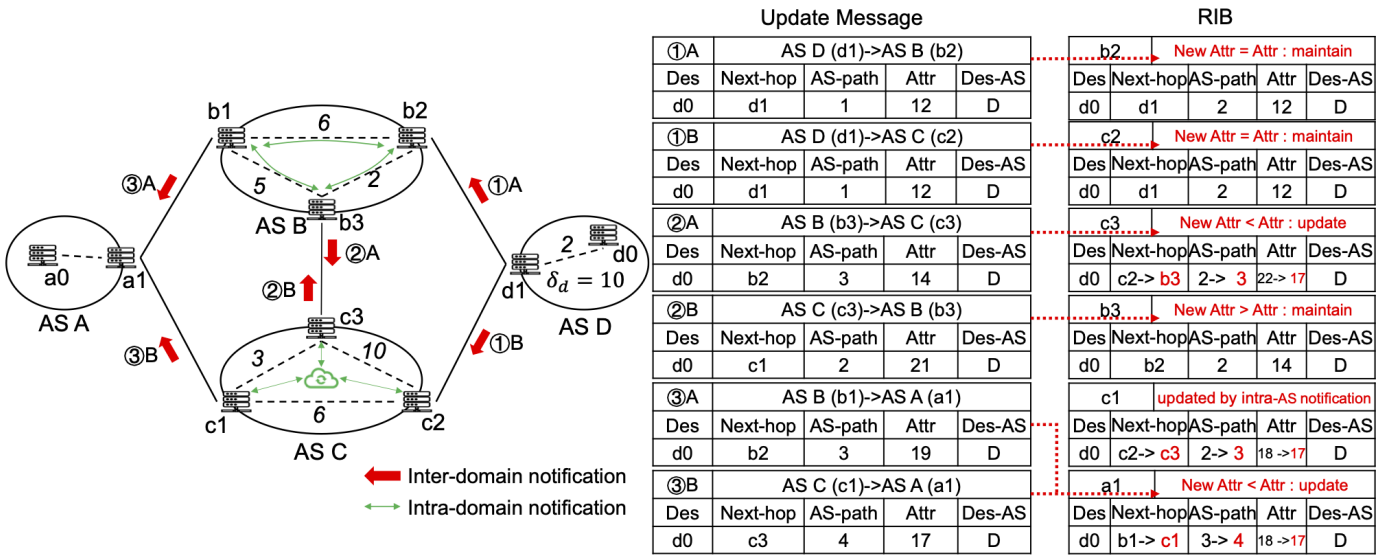 b1
b2
6
5
2
③A
①A
AS B
b3
②A
a0
a1
AS A
2
d0
d1
δd = 10
AS D
②B
c3
③B
①B
3
10
6
c1
c2
AS C
Inter-domain notification
Intra-domain notification
Update Message
①A AS D (d1)->AS B (b2)
Des Next-hop AS-path Attr Des-AS
d0 d1 1 12 D
①B AS D (d1)->AS C (c2)
Des Next-hop AS-path Attr Des-AS
d0 d1 1 12 D
②A AS B (b3)->AS C (c3)
Des Next-hop AS-path Attr Des-AS
d0 b2 3 14 D
②B AS C (c3)->AS B (b3)
Des Next-hop AS-path Attr Des-AS
d0 c1 2 21 D
③A AS B (b1)->AS A (a1)
Des Next-hop AS-path Attr Des-AS
d0 b2 3 19 D
③B AS C (c1)->AS A (a1)
Des Next-hop AS-path Attr Des-AS
d0 c3 4 17 D
RIB
b2 New Attr = Attr : maintain
Des Next-hop AS-path Attr Des-AS
d0 d1 2 12 D
c2 New Attr = Attr : maintain
Des Next-hop AS-path Attr Des-AS
d0 d1 2 12 D
c3 New Attr < Attr : update
Des Next-hop AS-path Attr Des-AS
d0 c2-> b3 2-> 3 22-> 17 D
b3 New Attr > Attr : maintain
Des Next-hop AS-path Attr Des-AS
d0 b2 2 14 D
c1 updated by intra-AS notification
Des Next-hop AS-path Attr Des-AS
d0 c2-> c3 2-> 3 18 ->17 D
a1 New Attr < Attr : update
Des Next-hop AS-path Attr Des-AS
d0 b1-> c1 3-> 4 18 ->17 D